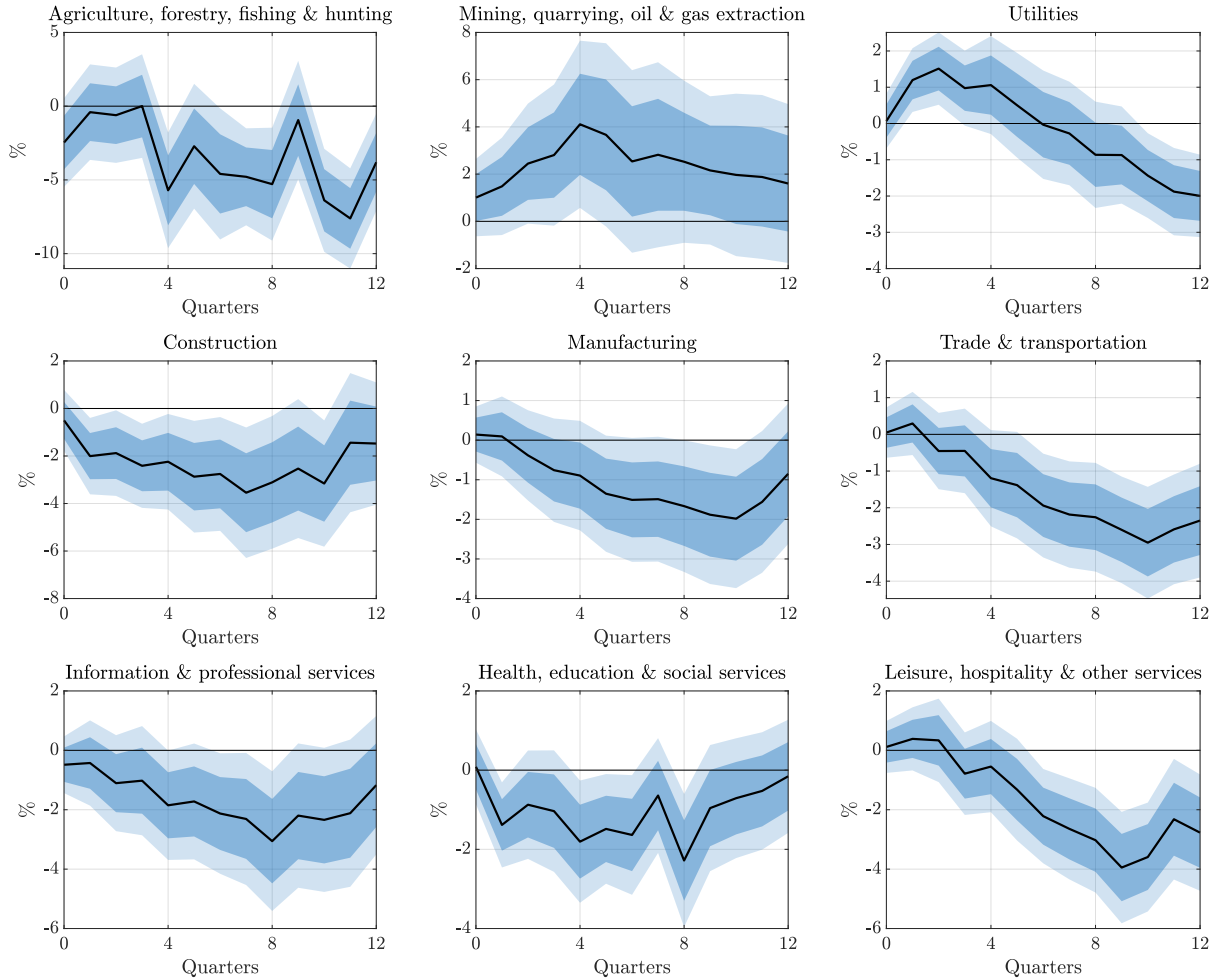 Agriculture, forestry, fishing & hunting
5
0
-5
-10
%
0 4 8 12
Quarters
Mining, quarrying, oil & gas extraction
8
6
4
2
0
-2
%
0 4 8 12
Quarters
Utilities
2
1
0
-1
-2
-3
-4
%
0 4 8 12
Quarters
Construction
2
0
-2
-4
-6
-8
%
0 4 8 12
Quarters
Manufacturing
2
1
0
-1
-2
-3
-4
%
0 4 8 12
Quarters
Trade & transportation
2
1
0
-1
-2
-3
-4
%
0 4 8 12
Quarters
Information & professional services
2
0
-2
-4
-6
%
0 4 8 12
Quarters
Health, education & social services
2
0
-2
-4
%
0 4 8 12
Quarters
Leisure, hospitality & other services
2
0
-2
-4
-6
%
0 4 8 12
Quarters